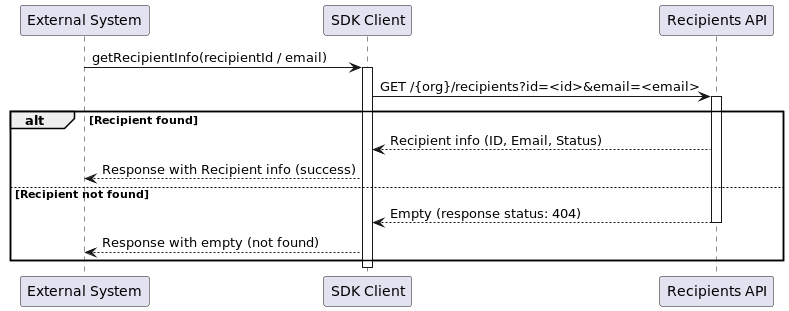 External System
SDK Client
Recipients API
getRecipientInfo(recipientId / email)
GET /{org}/recipients?id=<id>&email=<email>
alt [Recipient found]
Recipient info (ID, Email, Status)
Response with Recipient info (success)
[Recipient not found]
Empty (response status: 404)
Response with empty (not found)
External System
SDK Client
Recipients API